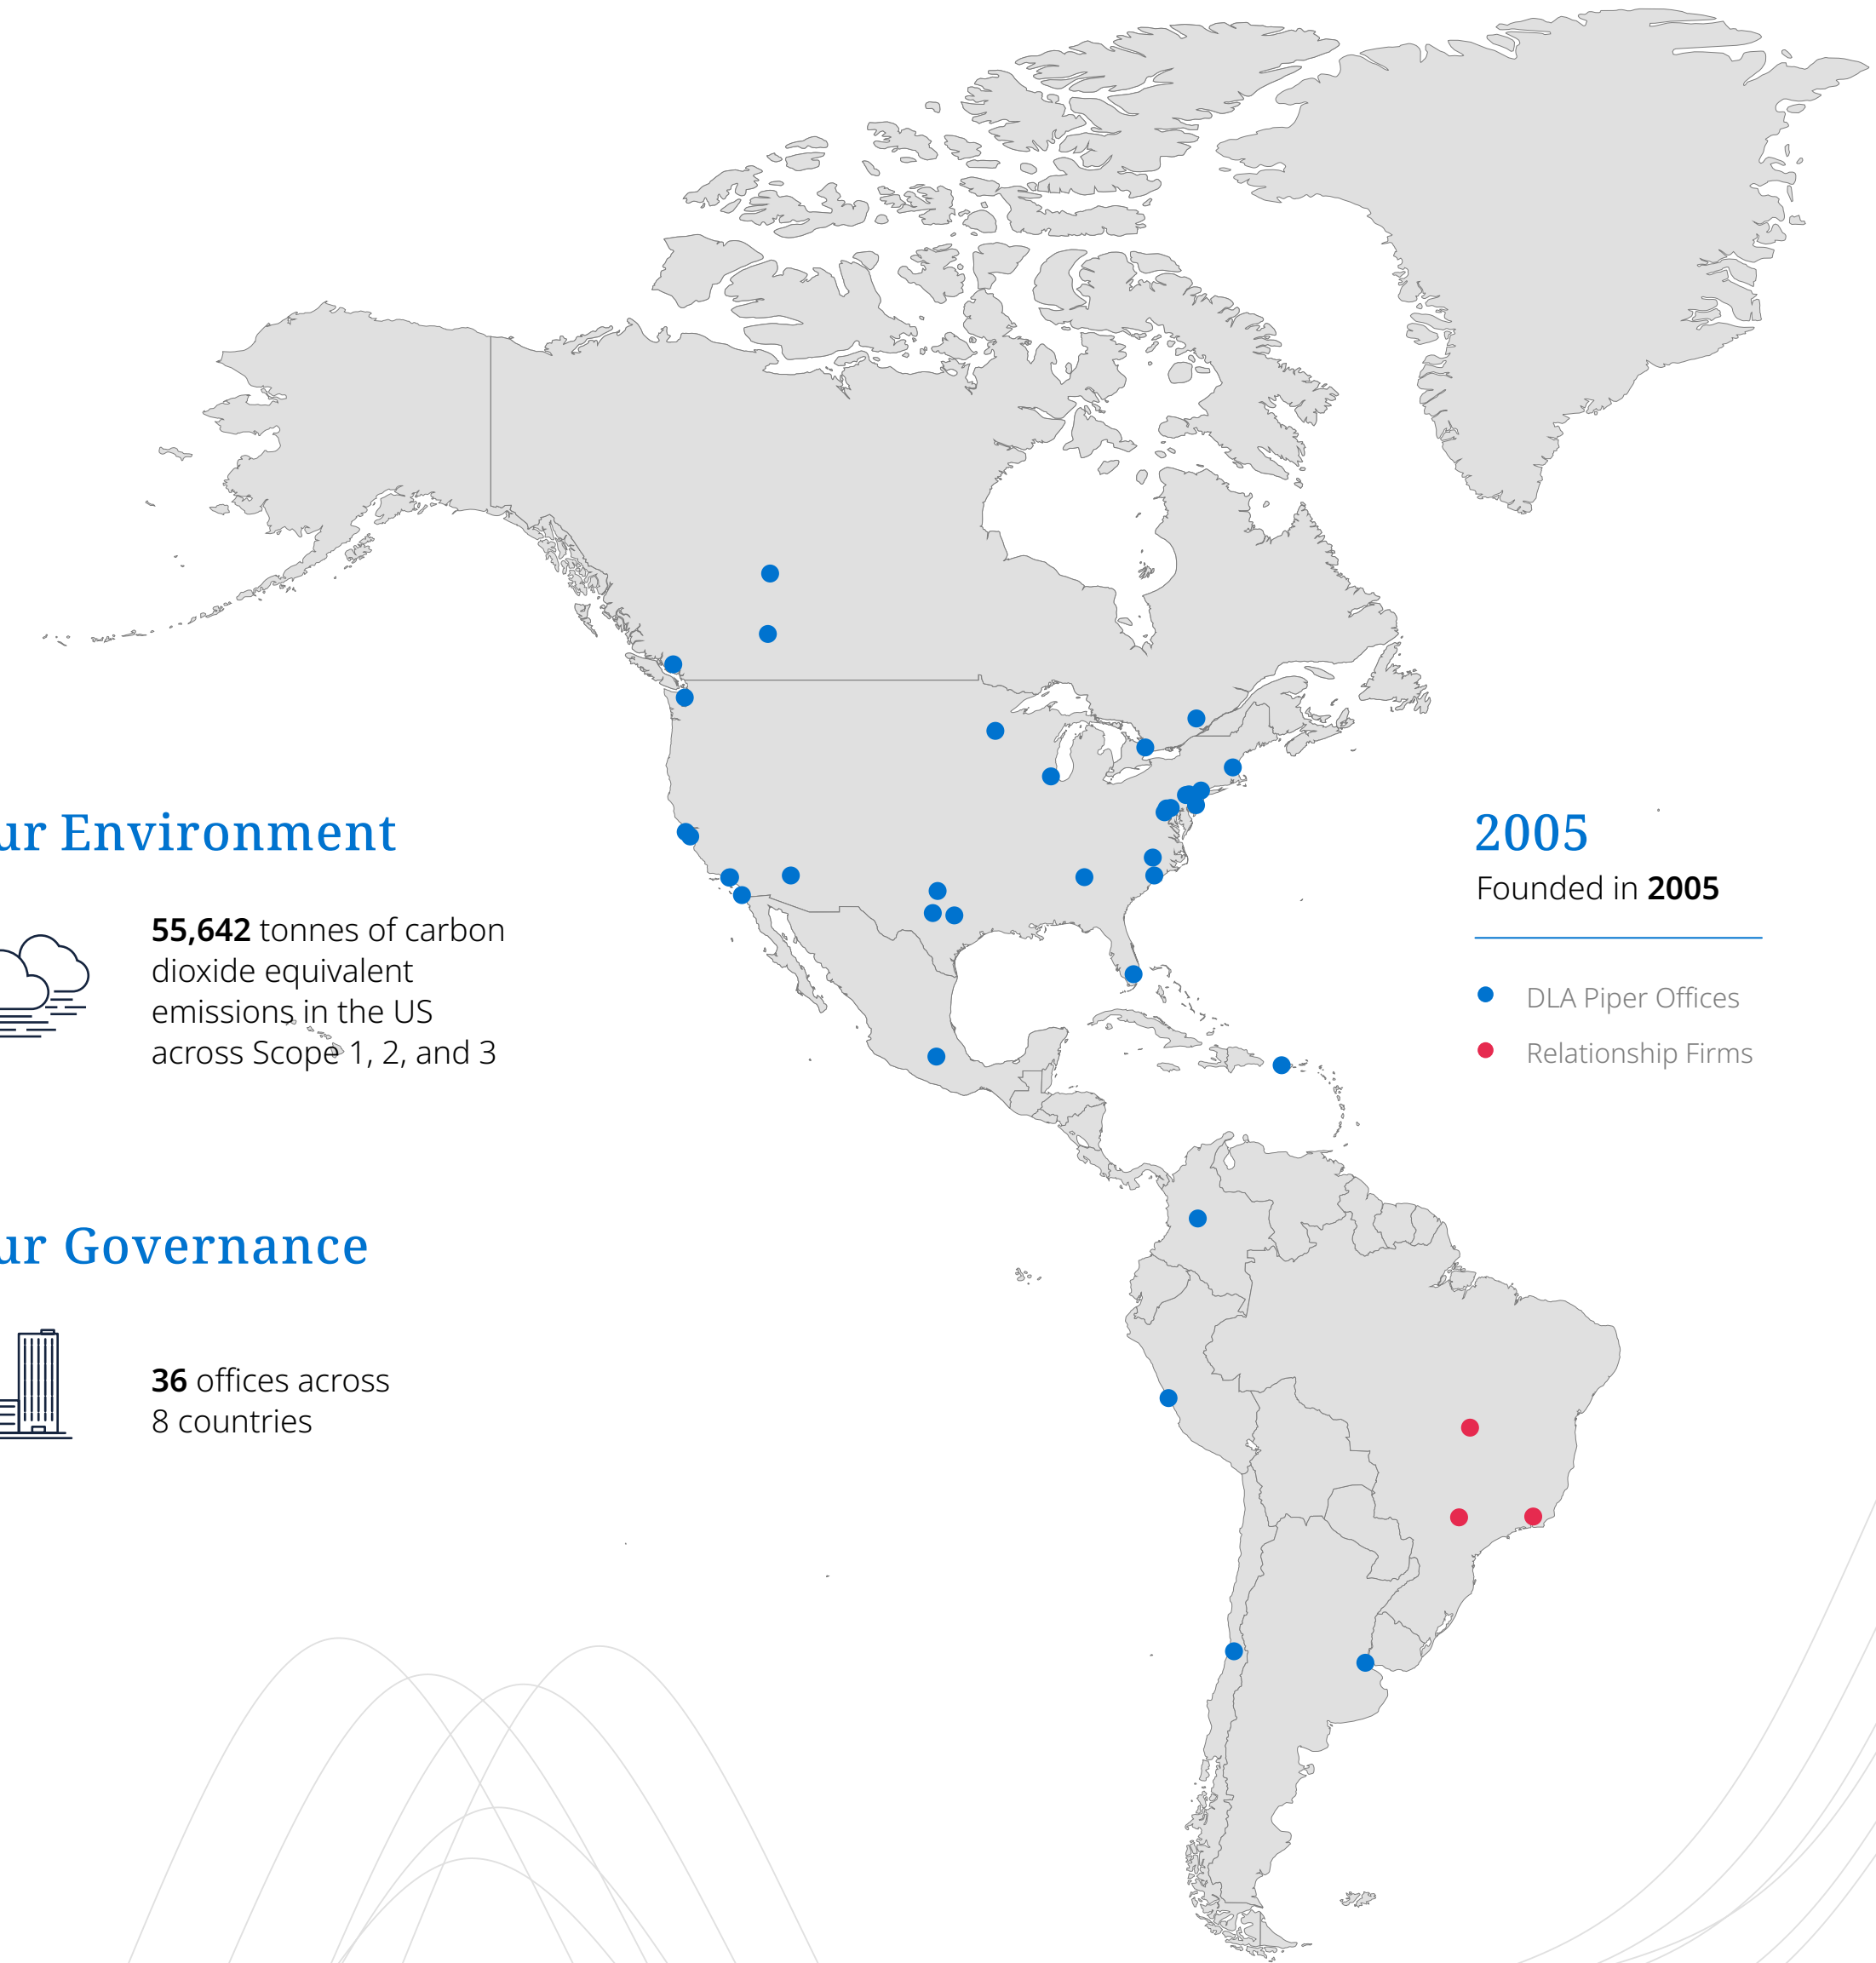 ur Environment
55,642 tonnes of carbon
dioxide equivalent
emissions in the US
across Scope 1, 2, and 3
ur Governance
36 offices across
8 countries
2005
Founded in 2005
DLA Piper Offices
Relationship Firms